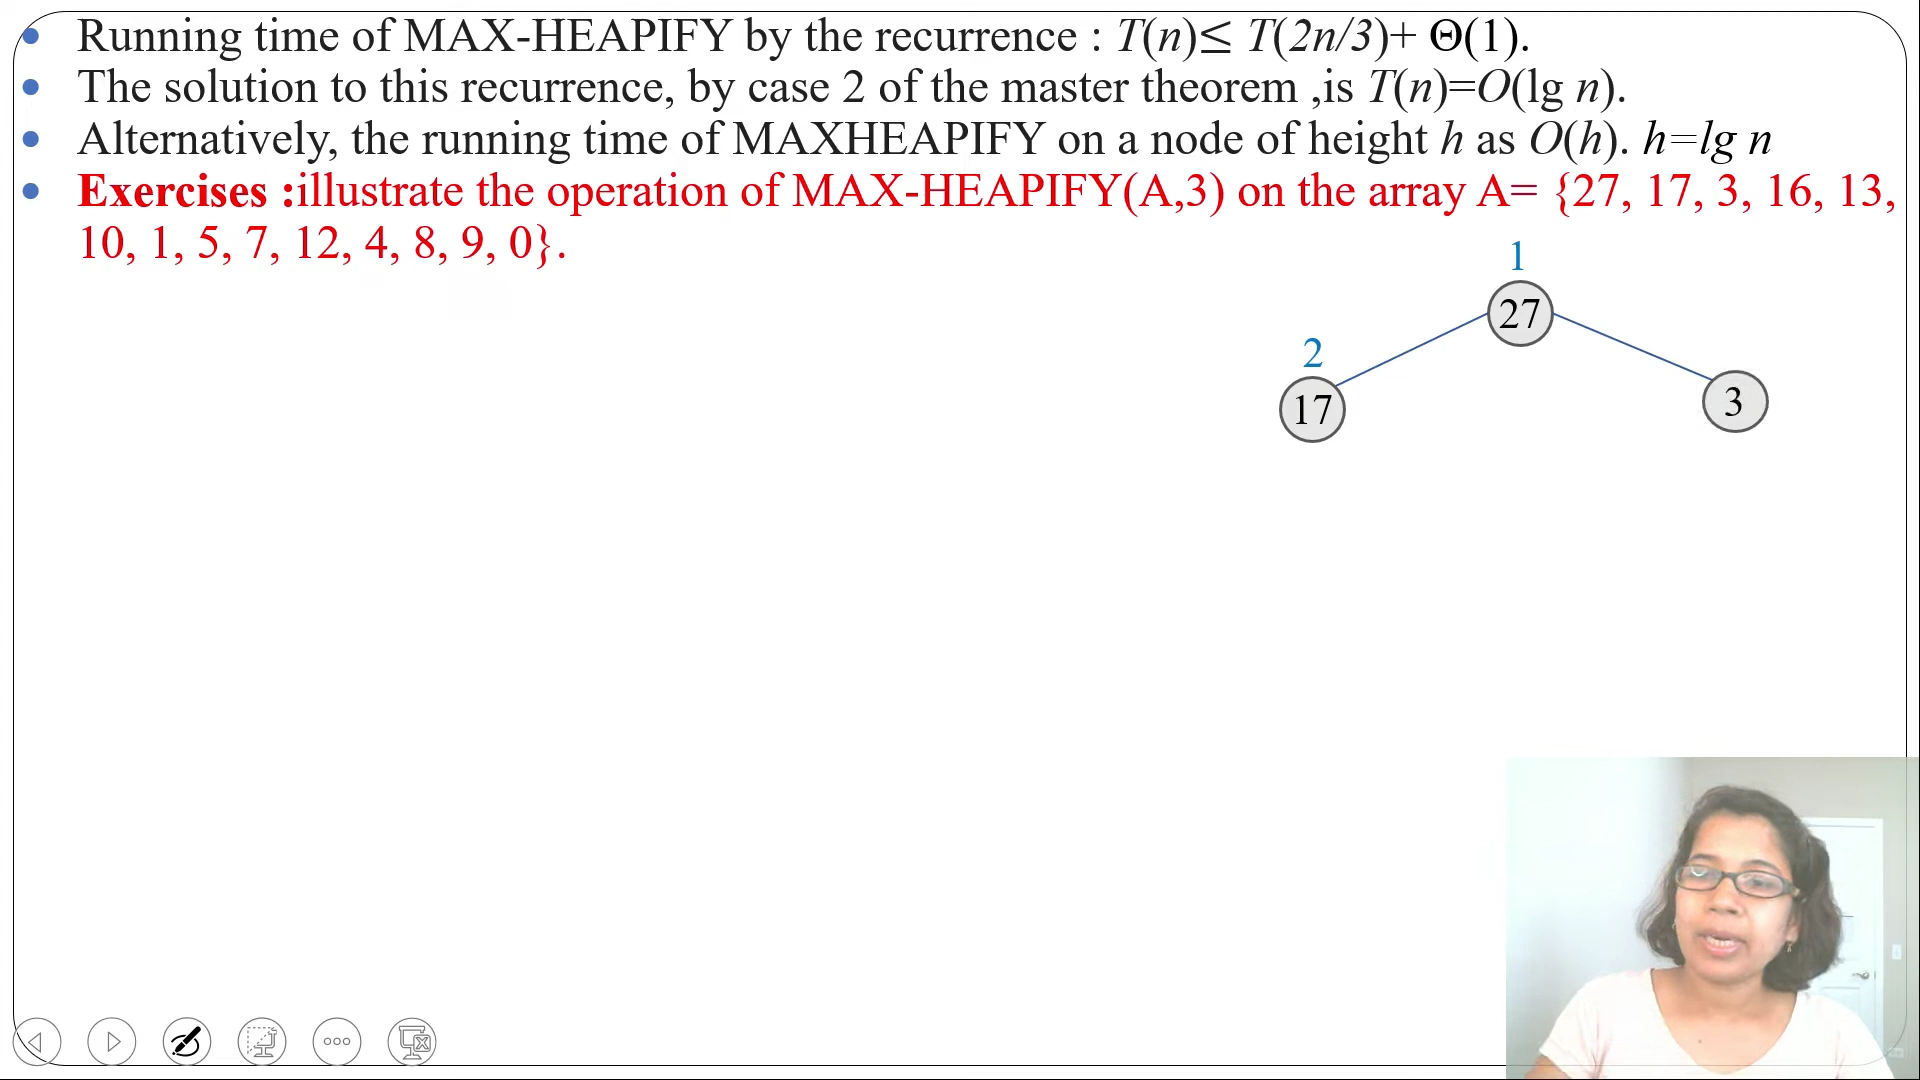 Running time of MAX-HEAPIFY by the recurrence : T(n)≤ T(2n/3)+ Θ(1).
The solution to this recurrence, by case 2 of the master theorem ,is T(n)=O(lg n).
Alternatively, the running time of MAXHEAPIFY on a node of height h as O(h). h=lg n
Exercises :illustrate the operation of MAX-HEAPIFY(A,3) on the array A= {27, 17, 3, 16, 13,
10, 1, 5, 7, 12, 4, 8, 9, 0}.
1
27
2
17
3